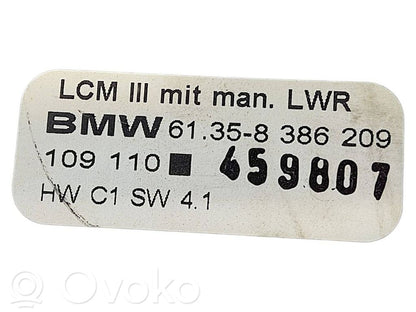 LCM III mit man. LWR
BMW 61.35-8 386 209
109 110 ■ 459807
HW C1 SW 4.1
© Ovoko